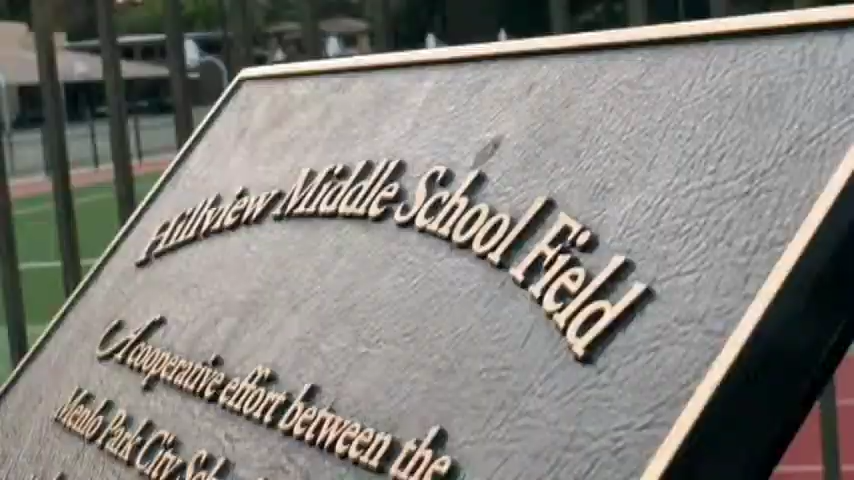 Hillview Middle School Field
A cooperative effort between the
Menlo Park City